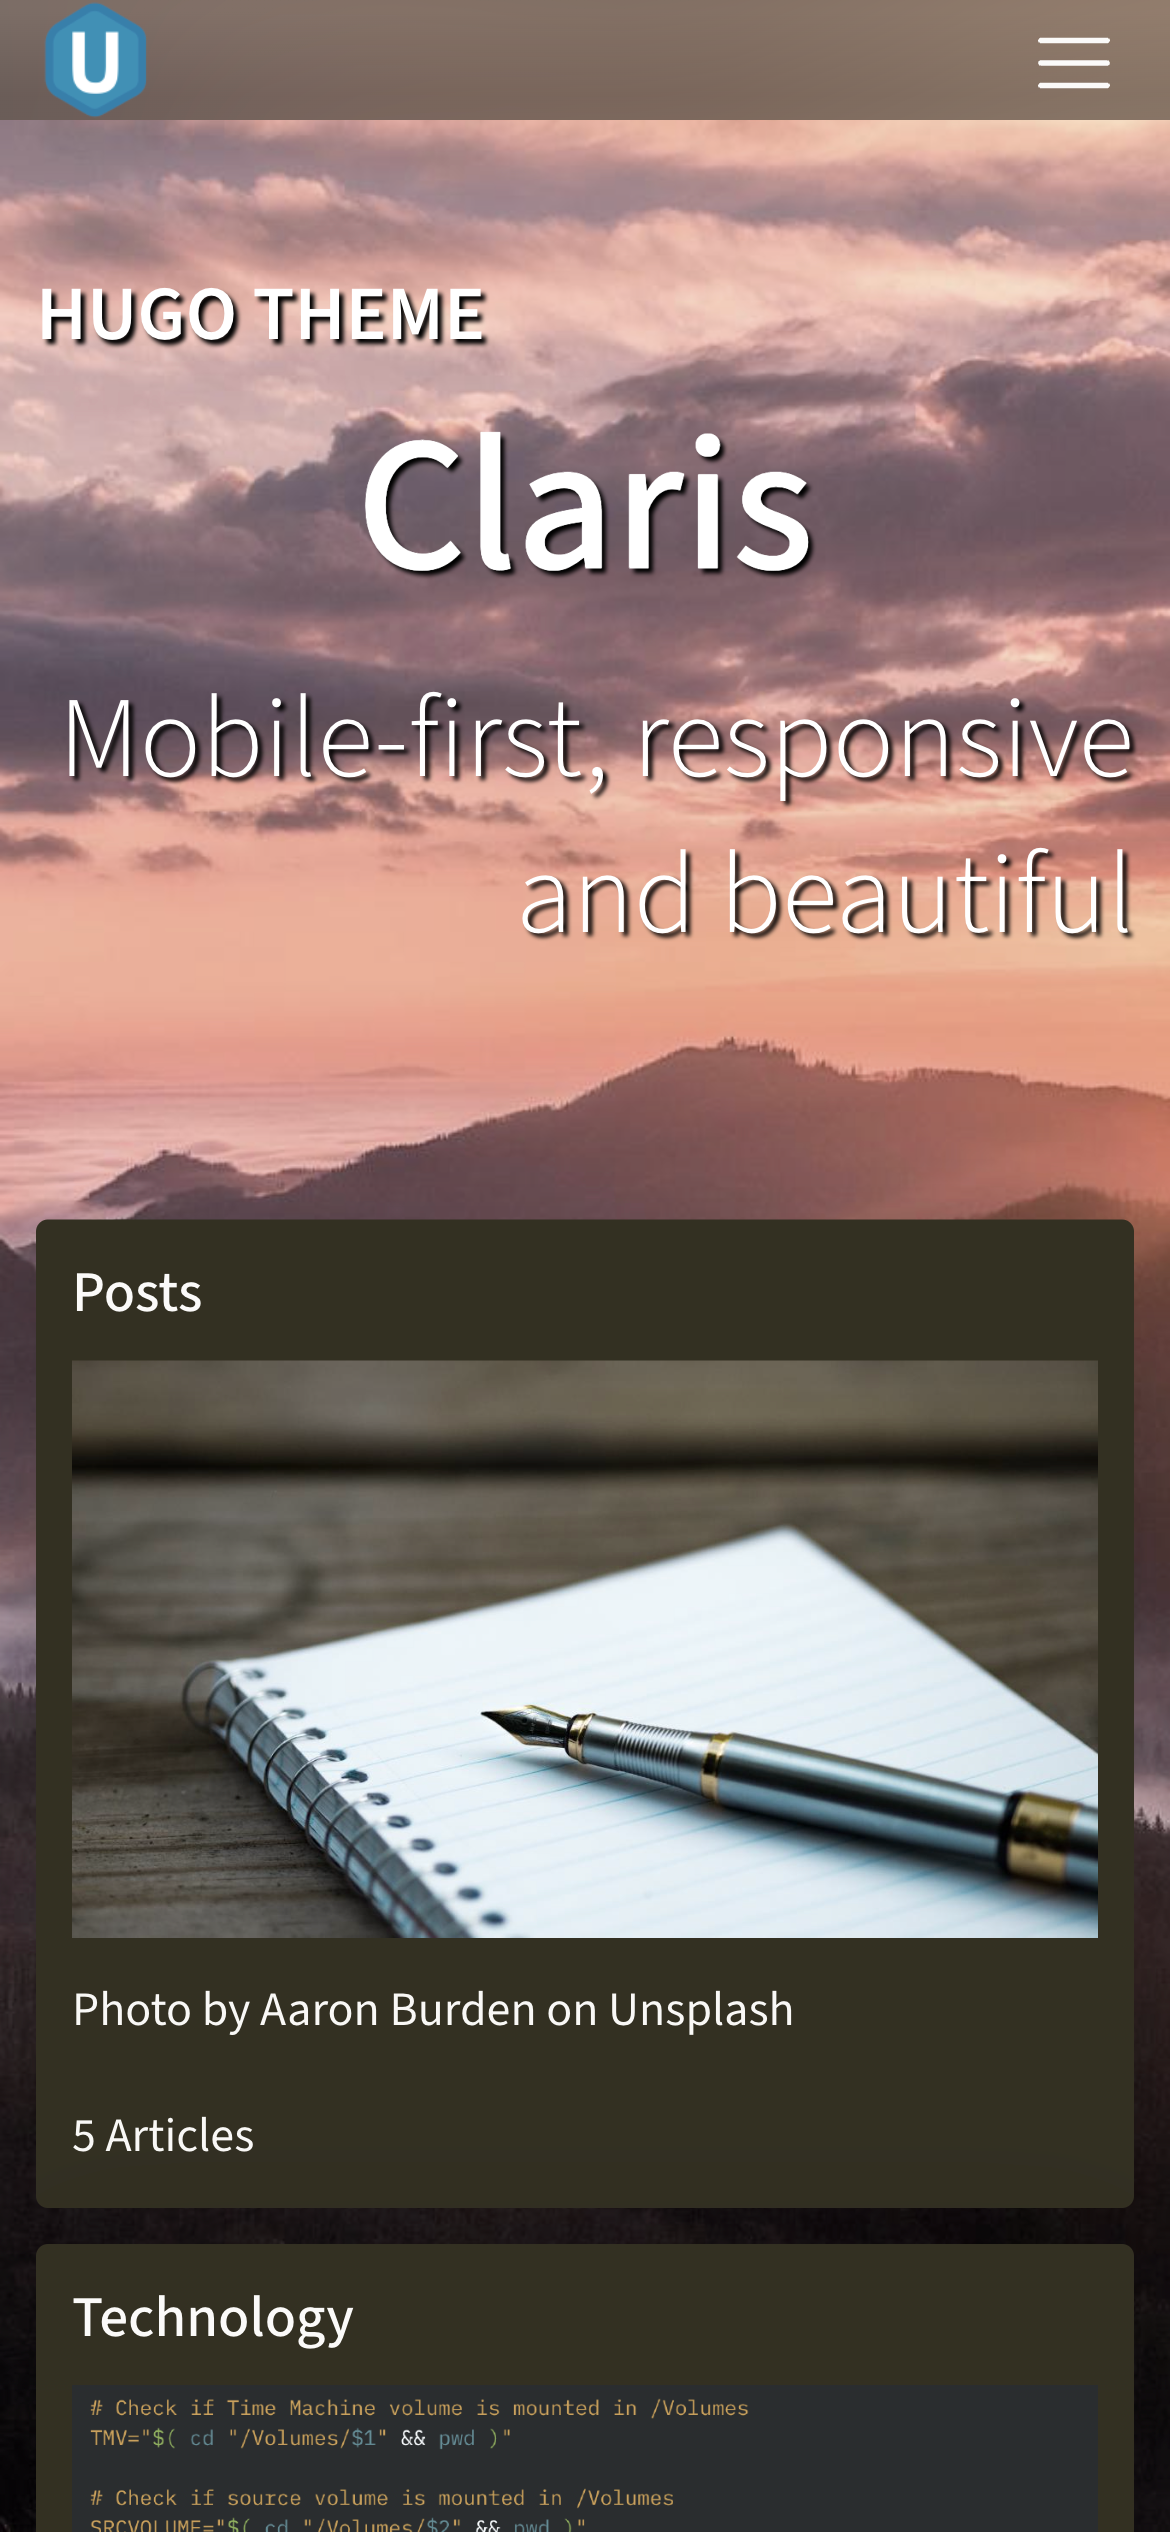 U
HUGO THEME
Claris
Mobile-first, responsive
and beautiful
Posts
Photo by Aaron Burden on Unsplash
5 Articles
Technology
# Check if Time Machine volume is mounted in /Volumes
TMV="$( cd "/Volumes/$1" && pwd )"
# Check if source volume is mounted in /Volumes
SRCVOLUME="$( cd "/Volumes/$2" && pwd )"